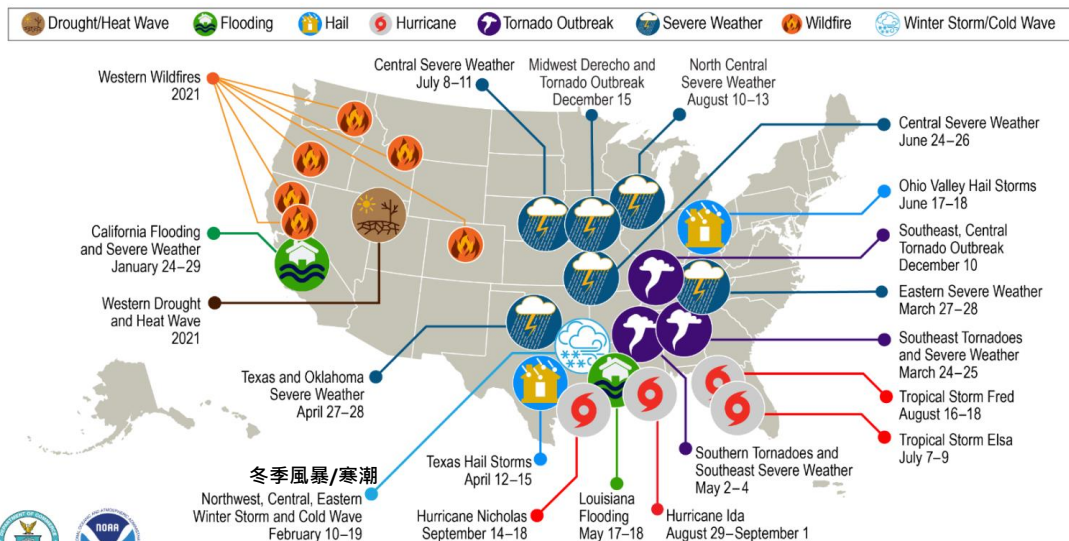 Drought/Heat Wave
Flooding
Hail
Hurricane
Tornado Outbreak
Severe Weather
Wildfire
Winter Storm/Cold Wave
Western Wildfires
2021
Central Severe Weather
July 8–11
Midwest Derecho and
Tornado Outbreak
December 15
North Central
Severe Weather
August 10–13
Central Severe Weather
June 24–26
Ohio Valley Hail Storms
June 17–18
California Flooding
and Severe Weather
January 24–29
Southeast, Central
Tornado Outbreak
December 10
Western Drought
and Heat Wave
2021
Eastern Severe Weather
March 27–28
Southeast Tornadoes
and Severe Weather
March 24–25
Texas and Oklahoma
Severe Weather
April 27–28
Tropical Storm Fred
August 16–18
Tropical Storm Elsa
July 7–9
冬季風暴/寒潮
Northwest, Central, Eastern
Winter Storm and Cold Wave
February 10–19
Texas Hail Storms
April 12–15
Southern Tornadoes and
Southeast Severe Weather
May 2–4
Hurricane Nicholas
September 14–18
Louisiana
Flooding
May 17–18
Hurricane Ida
August 29–September 1
NOAA